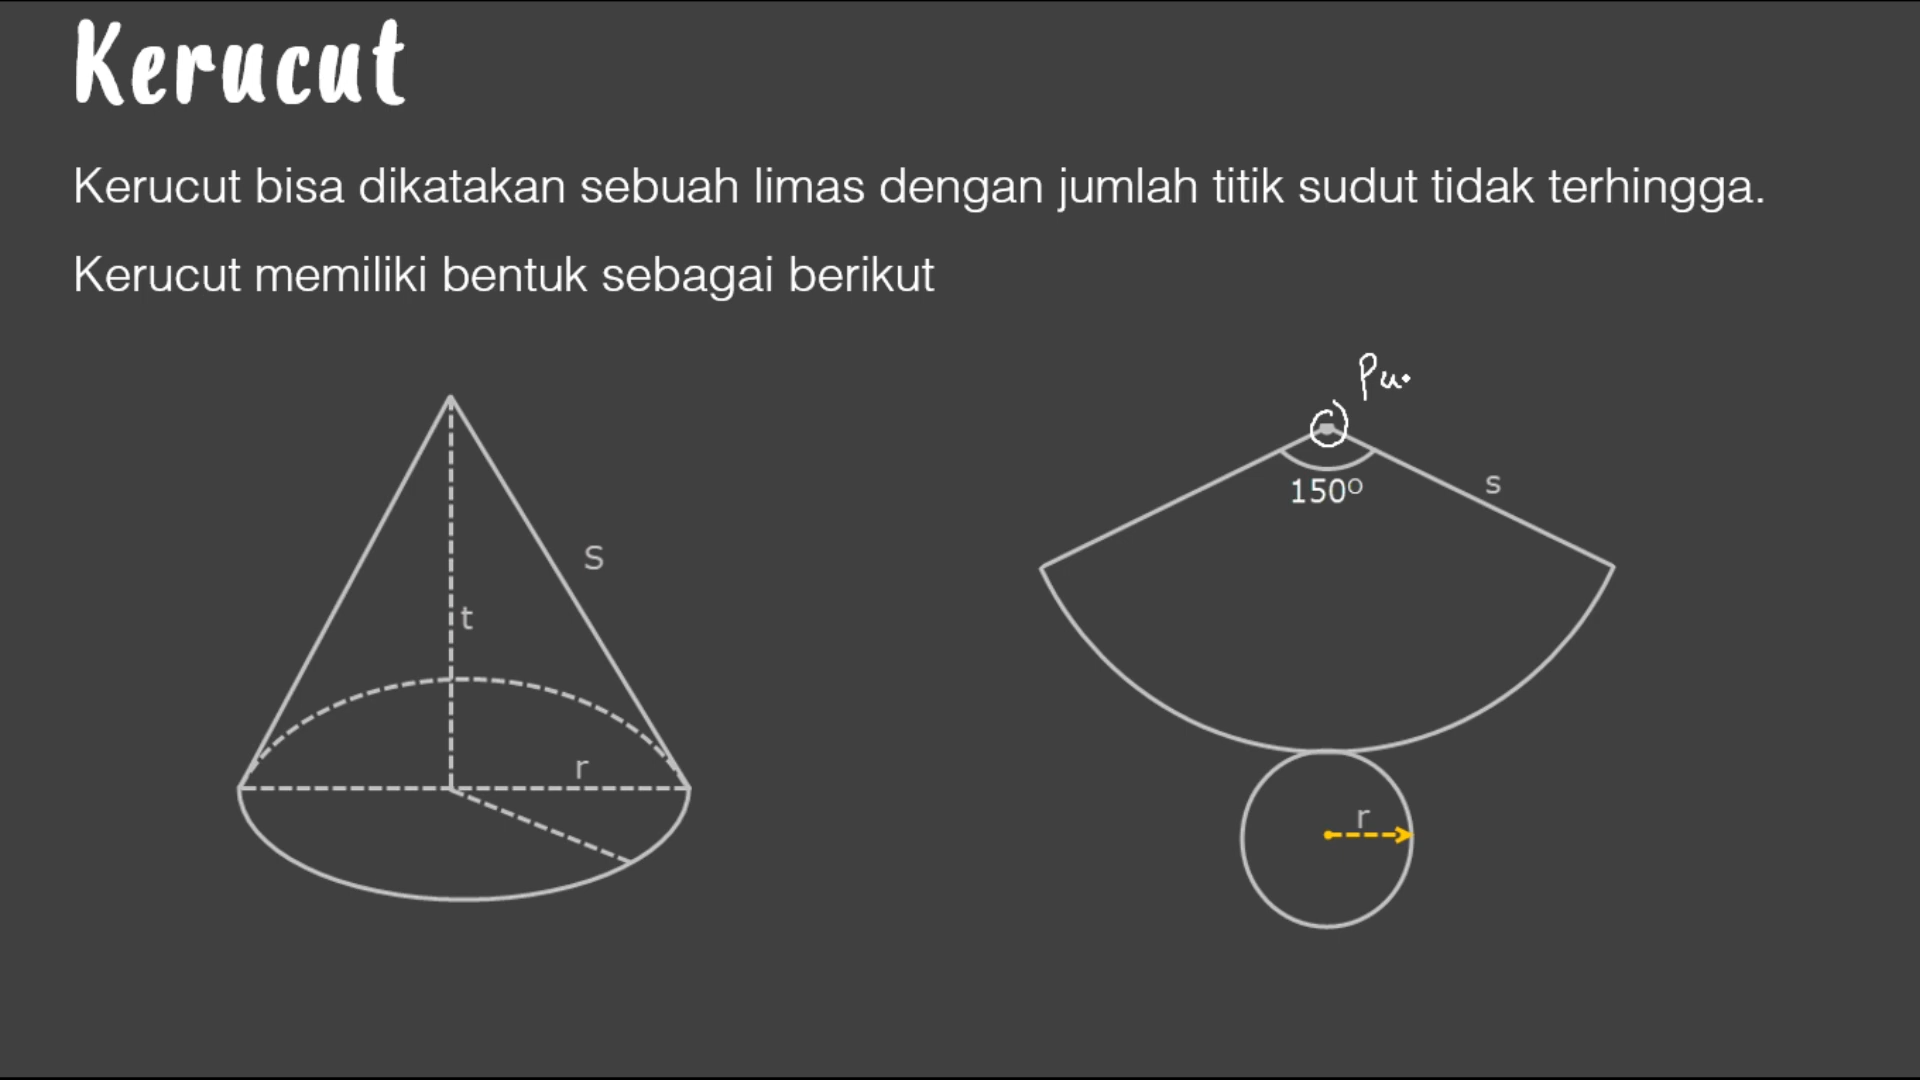 Kerucut
Kerucut bisa dikatakan sebuah limas dengan jumlah titik sudut tidak terhingga.
Kerucut memiliki bentuk sebagai berikut
S
t
r
Pu.
150°
s
r